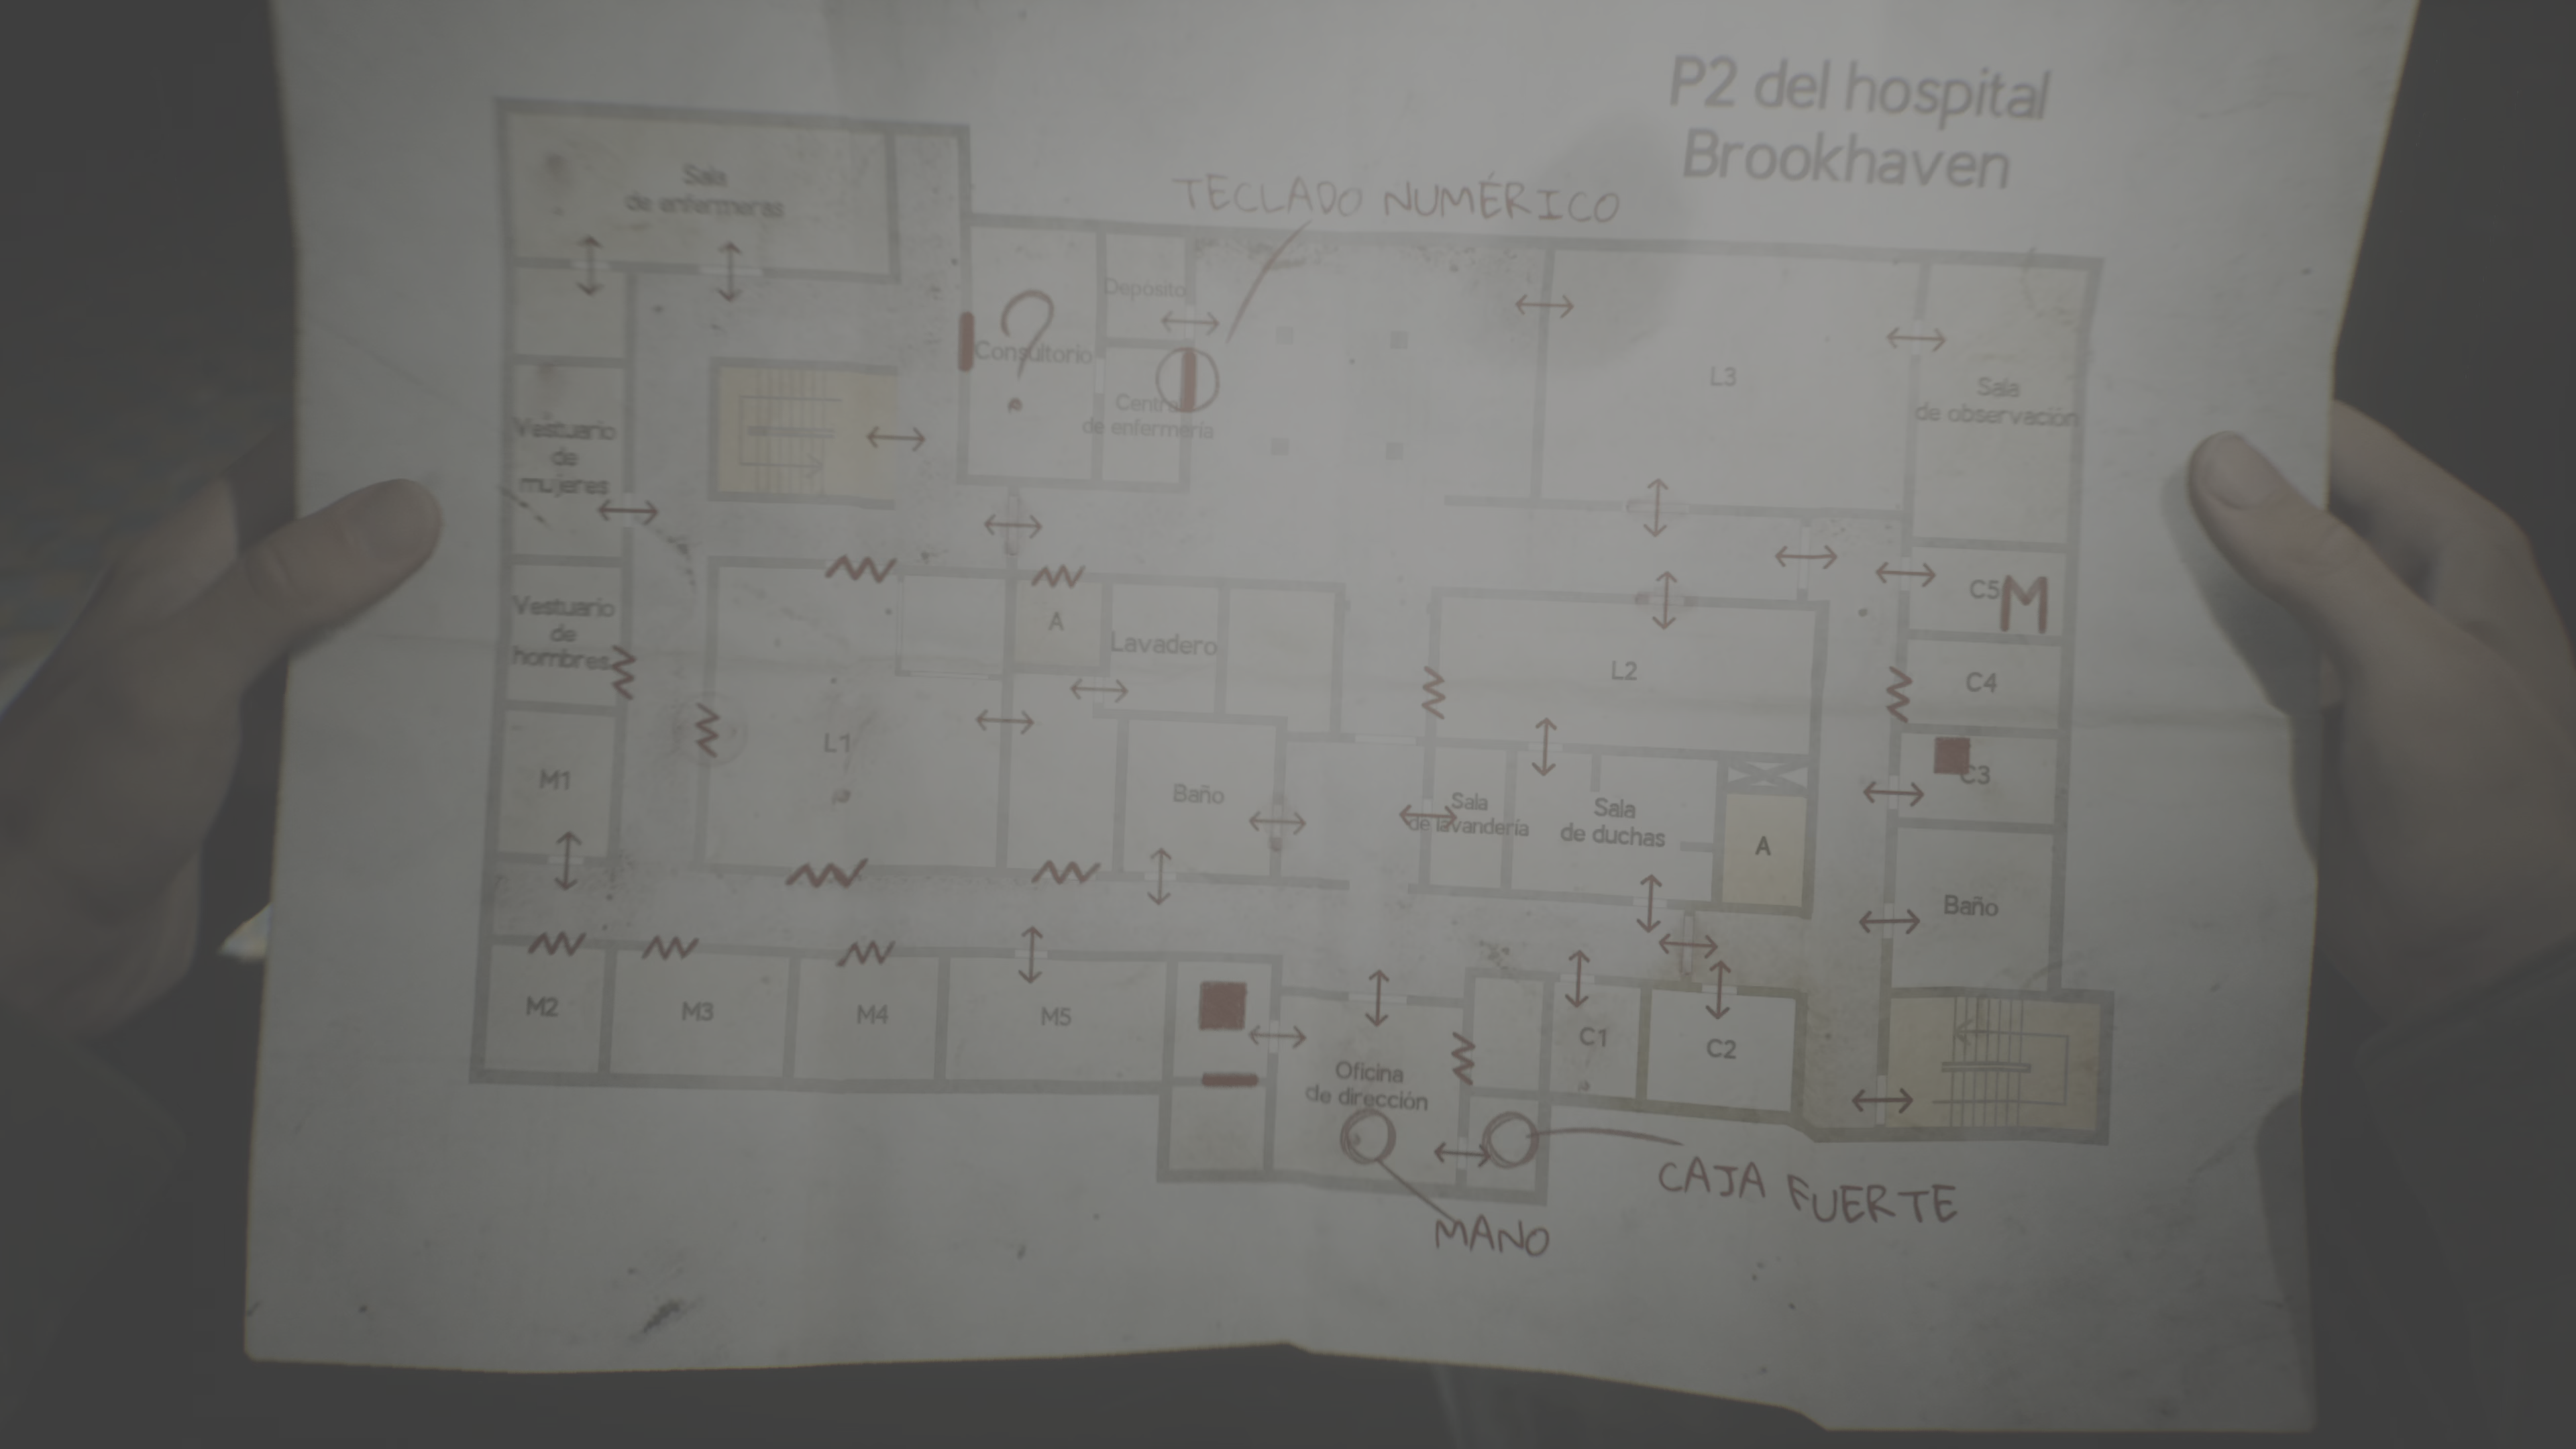 P2 del hospital
Brookhaven
TECLADO NUMÉRICO
Sala
de enfermeras
Depósito
?
Consultorio
Central
de enfermería
L3
Sala
de observación
Vestuario
de
mujeres
Vestuario
de
hombres
A
Lavadero
L2
C5 M
C4
C3
M1
L1
Baño
Sala
de lavandería
Sala
de duchas
A
Baño
M2
M3
M4
M5
Oficina
de dirección
C1
C2
CAJA FUERTE
MANO